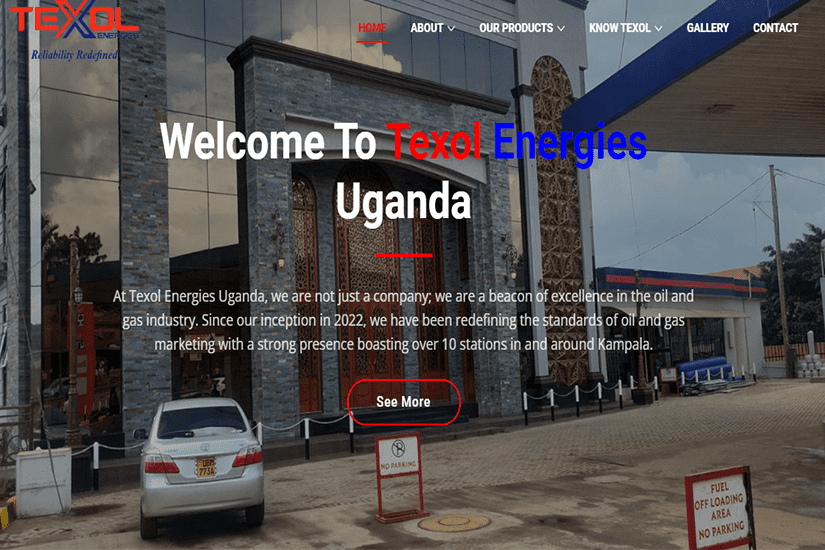 TEXOL
ENERGIES
Reliability Redefined
HOME ABOUT OUR PRODUCTS KNOW TEXOL GALLERY CONTACT
Welcome To Texol Energies
Uganda
At Texol Energies Uganda, we are not just a company; we are a beacon of excellence in the oil and
gas industry. Since our inception in 2022, we have been redefining the standards of oil and gas
marketing with a strong presence boasting over 10 stations in and around Kampala.
See More
UBM
773A
P
NO PARKING
FUEL
OFF LOADING
AREA
NO PARKING